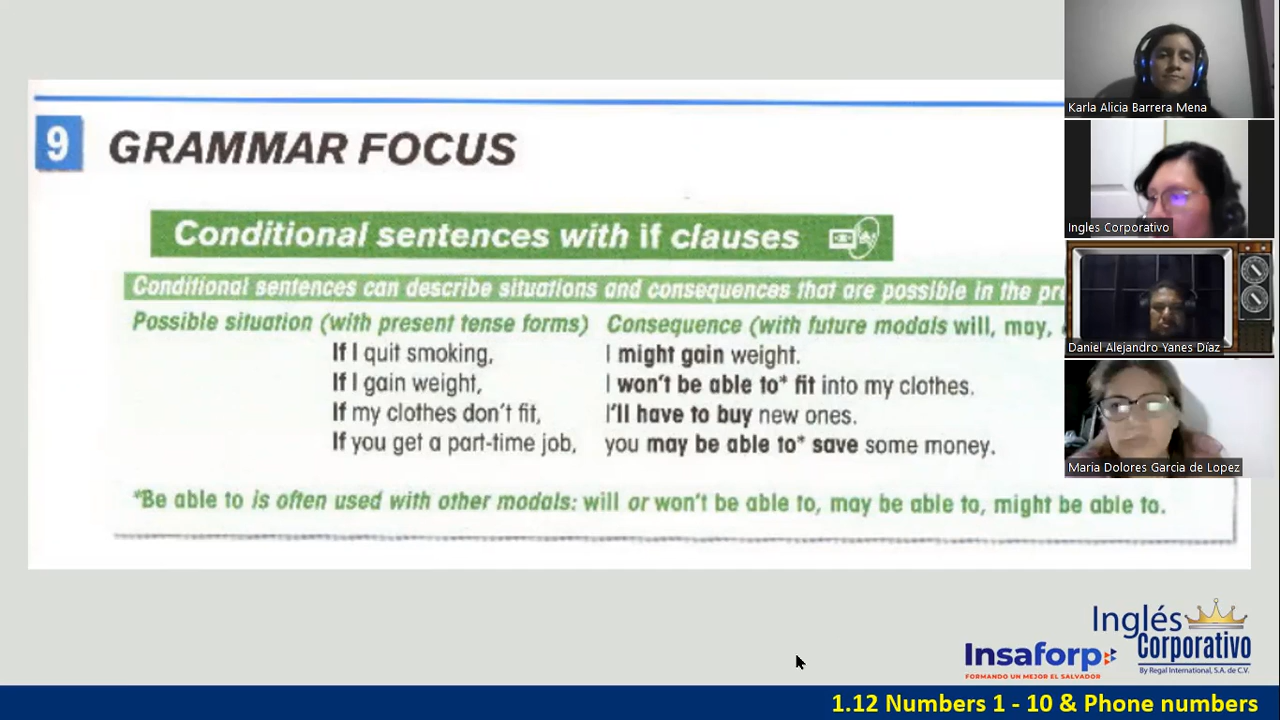 Karla Alicia Barrera Mena
9 GRAMMAR FOCUS
Ingles Corporativo
Conditional sentences with if clauses
Conditional sentences can describe situations and consequences that are possible in the
Possible situation (with present tense forms) Consequence (with future modals will, may,
Daniel Alejandro Yanes Díaz
If I quit smoking, I might gain weight.
If I gain weight, I won't be able to* fit into my clothes.
If my clothes don't fit, I'll have to buy new ones.
If you get a part-time job, you may be able to* save some money.
Maria Dolores Garcia de Lopez
*Be able to is often used with other modals: will or won't be able to, may be able to, might be able to.
Inglés
Corporativo
By Regal International, S.A. de C.V.
Insaforp
FORMANDO UN MEJOR EL SALVADOR
1.12 Numbers 1 - 10 & Phone numbers